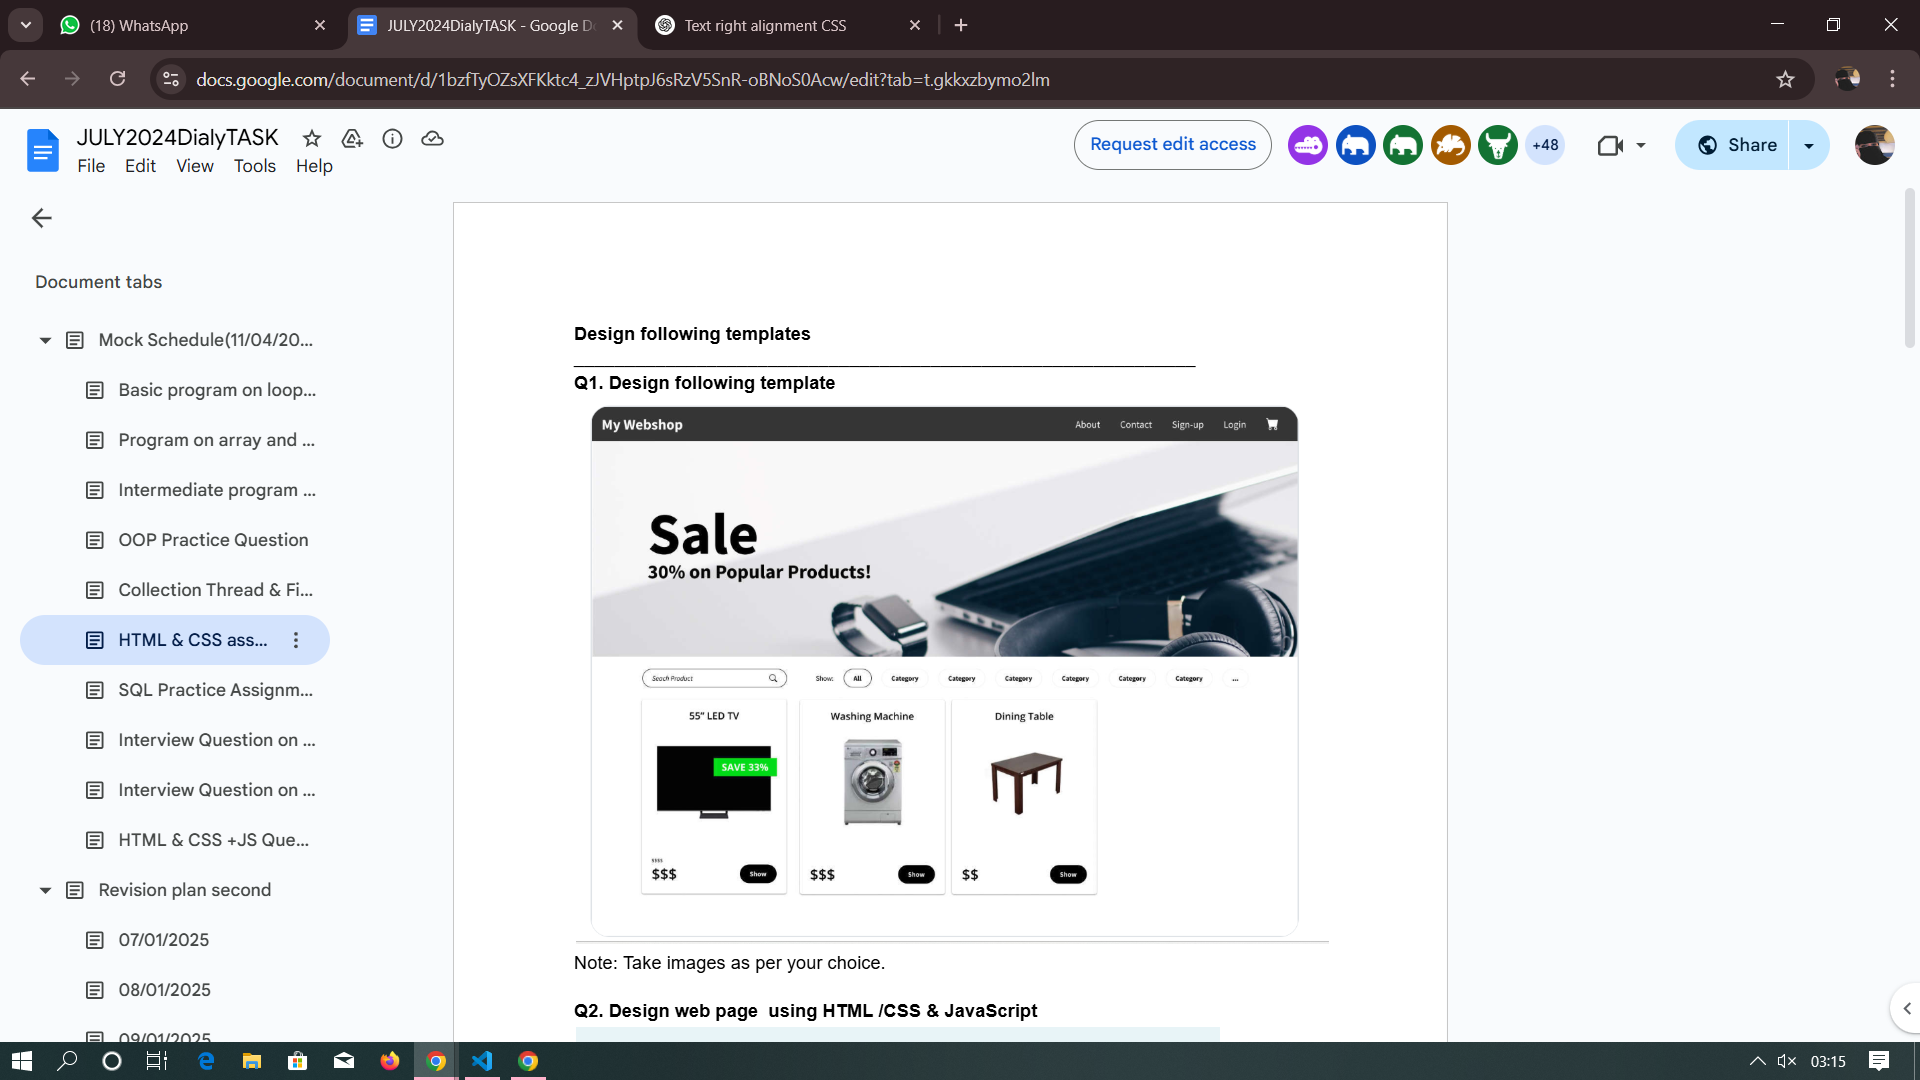 (18) WhatsApp
JULY2024DialyTASK - Google Do
Text right alignment CSS
docs.google.com/document/d/1bzfTyOZsXFKktc4_zJVHptpJ6sRzV5SnR-oBNoS0Acw/edit?tab=t.gkkxzbymo2lm
JULY2024DialyTASK
File Edit View Tools Help
Request edit access
+48
Share
Document tabs
Mock Schedule(11/04/20...
Basic program on loop...
Program on array and ...
Intermediate program ...
OOP Practice Question
Collection Thread & Fi...
HTML & CSS ass...
SQL Practice Assignm...
Interview Question on ...
Interview Question on ...
HTML & CSS +JS Que...
Revision plan second
07/01/2025
08/01/2025
09/01/2025
Design following templates
Q1. Design following template
My Webshop About Contact Sign-up Login
Sale
30% on Popular Products!
Seach Product Show: All Category Category Category Category Category Category ...
55" LED TV Washing Machine Dining Table
SAVE 33%
$$$$
$$$ Show $$$ Show $$ Show
Note: Take images as per your choice.
Q2. Design web page  using HTML /CSS & JavaScript
03:15